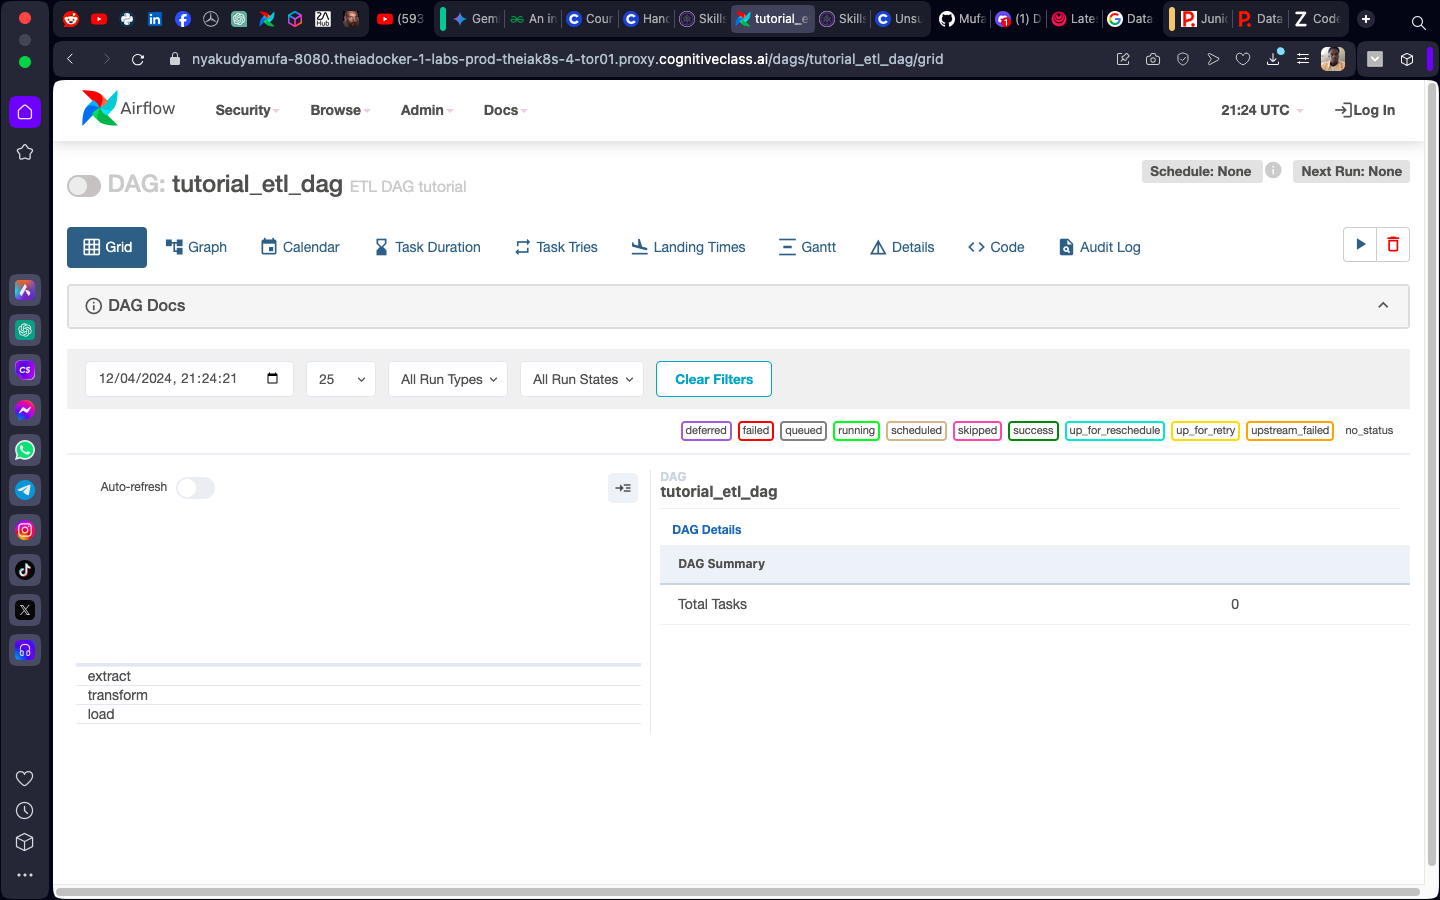 (593
Gemi
An in
Cour
Hand
Skills
tutorial_e
Skills
Unsu
Mufa
(1) D
Late
Data
Juni
Data
Code
nyakudyamufa-8080.theiadocker-1-labs-prod-theiak8s-4-tor01.proxy.cognitiveclass.ai/dags/tutorial_etl_dag/grid
Airflow
Security
Browse
Admin
Docs
21:24 UTC
Log In
DAG: tutorial_etl_dag ETL DAG tutorial
Schedule: None
Next Run: None
Grid
Graph
Calendar
Task Duration
Task Tries
Landing Times
Gantt
Details
Code
Audit Log
DAG Docs
12/04/2024, 21:24:21
25
All Run Types
All Run States
Clear Filters
deferred
failed
queued
running
scheduled
skipped
success
up_for_reschedule
up_for_retry
upstream_failed
no_status
Auto-refresh
DAG
tutorial_etl_dag
DAG Details
DAG Summary
Total Tasks 0
extract
transform
load